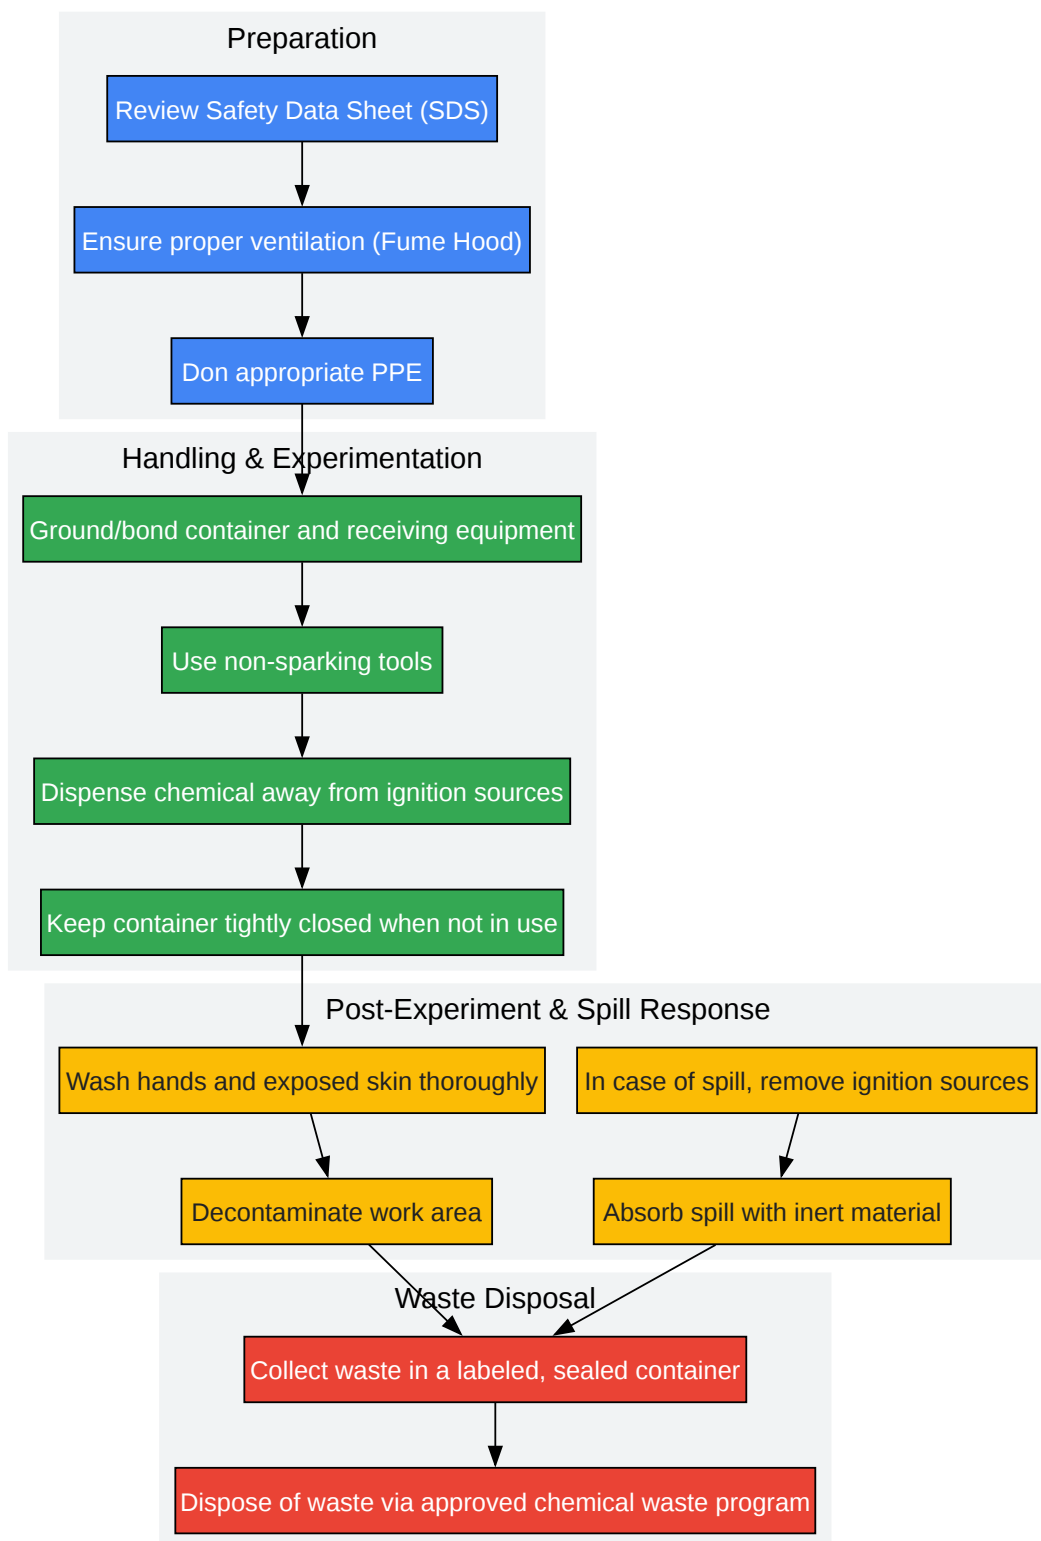 Preparation
Review Safety Data Sheet (SDS)
Ensure proper ventilation (Fume Hood)
Don appropriate PPE
Handling & Experimentation
Ground/bond container and receiving equipment
Use non-sparking tools
Dispense chemical away from ignition sources
Keep container tightly closed when not in use
Post-Experiment & Spill Response
Wash hands and exposed skin thoroughly
In case of spill, remove ignition sources
Decontaminate work area
Absorb spill with inert material
Waste Disposal
Collect waste in a labeled, sealed container
Dispose of waste via approved chemical waste program